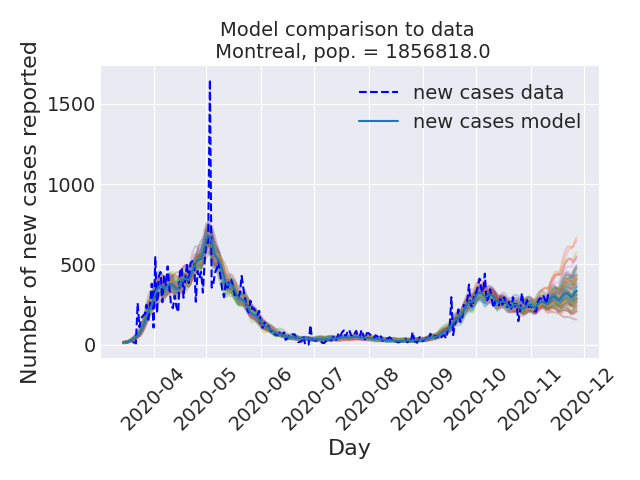 Model comparison to data
Montreal, pop. = 1856818.0
Number of new cases reported
1500
1000
500
0
new cases data
new cases model
2020-04
2020-05
2020-06
2020-07
2020-08
2020-09
2020-10
2020-11
2020-12
Day